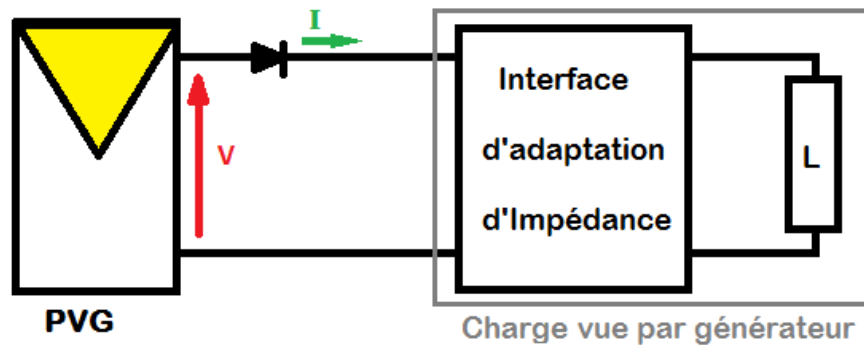 I
V
PVG
Interface
d'adaptation
d'Impédance
L
Charge vue par générateur